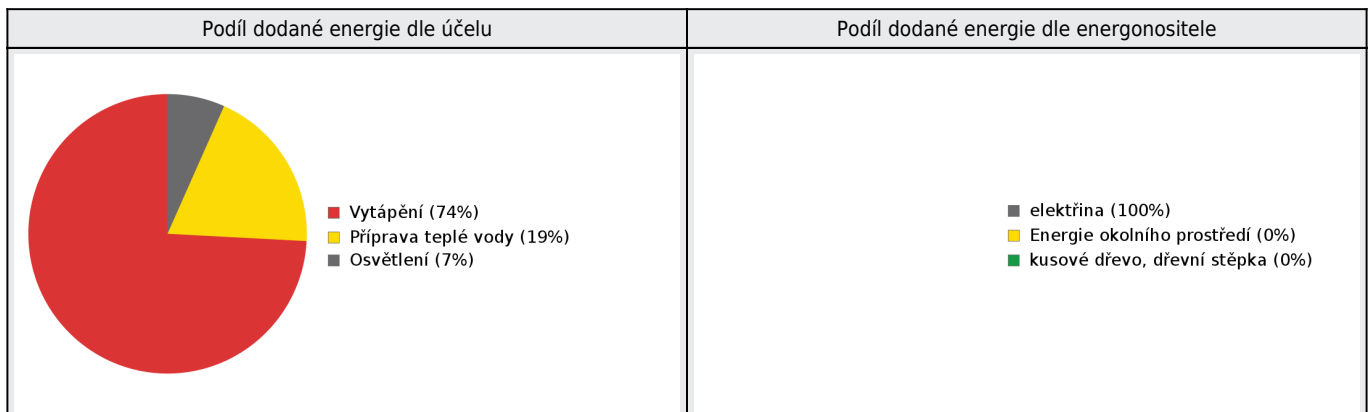 Podíl dodané energie dle účelu
Podíl dodané energie dle energonositele
Vytápění (74%)
Příprava teplé vody (19%)
Osvětlení (7%)
elektřina (100%)
Energie okolního prostředí (0%)
kusové dřevo, dřevní stěpka (0%)